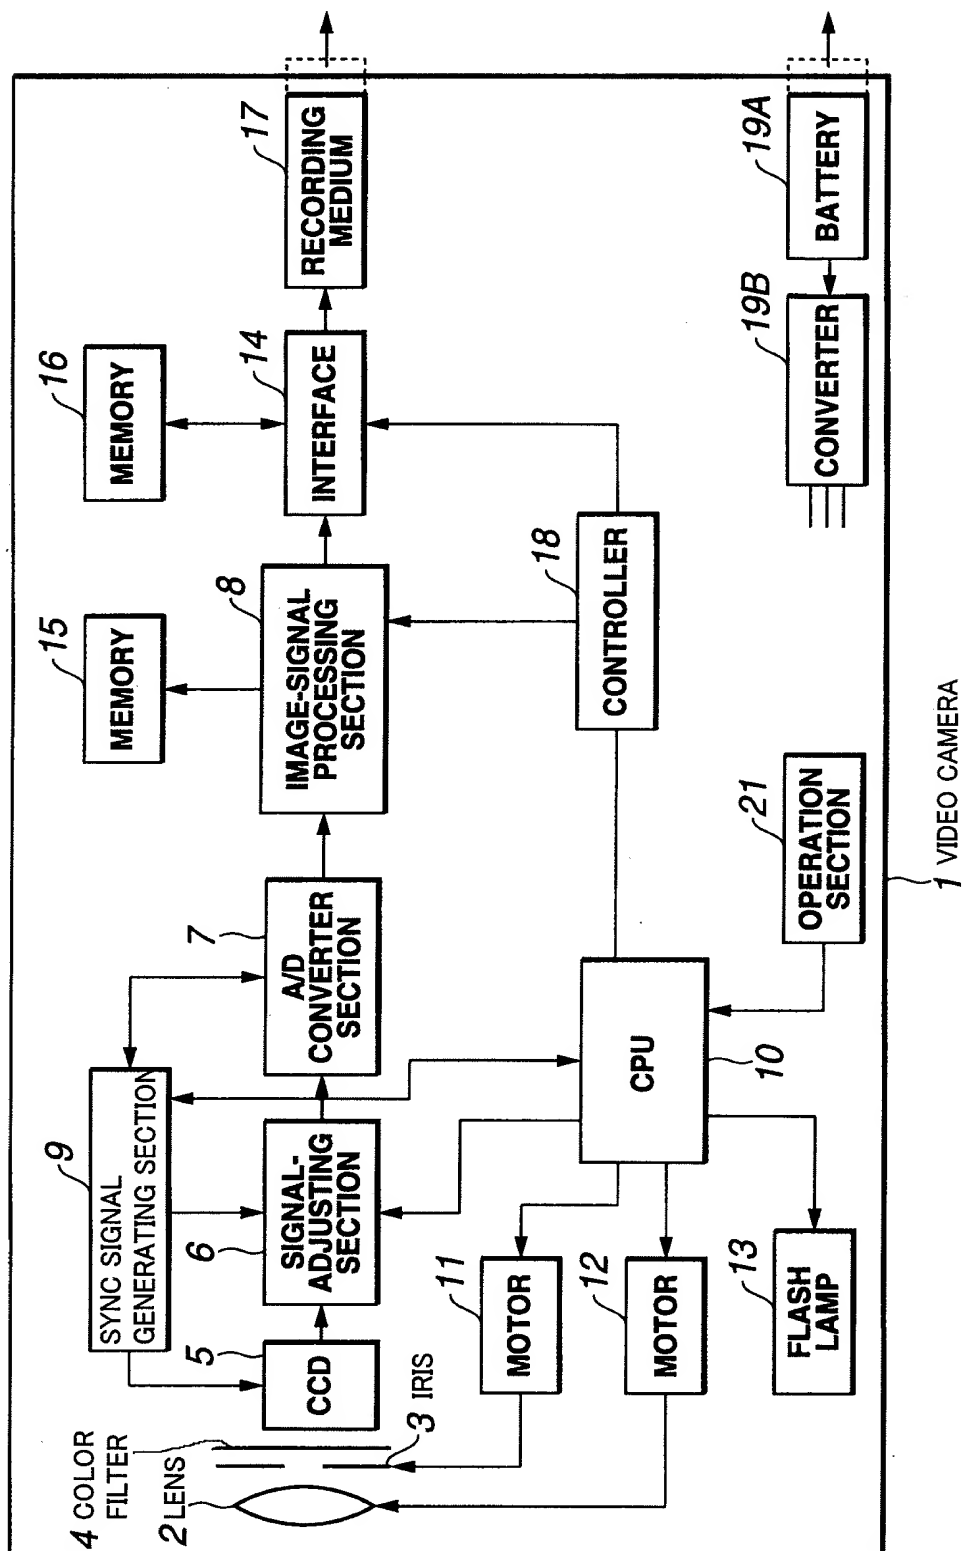 4 COLOR
FILTER
2 LENS
3 IRIS
5
CCD
9
SYNC SIGNAL
GENERATING SECTION
6
SIGNAL-
ADJUSTING
SECTION
7
A/D
CONVERTER
SECTION
15
MEMORY
8
IMAGE-SIGNAL
PROCESSING
SECTION
16
MEMORY
14
INTERFACE
17
RECORDING
MEDIUM
11
MOTOR
12
MOTOR
13
FLASH
LAMP
CPU
10
18
CONTROLLER
21
OPERATION
SECTION
19B
CONVERTER
19A
BATTERY
1 VIDEO CAMERA